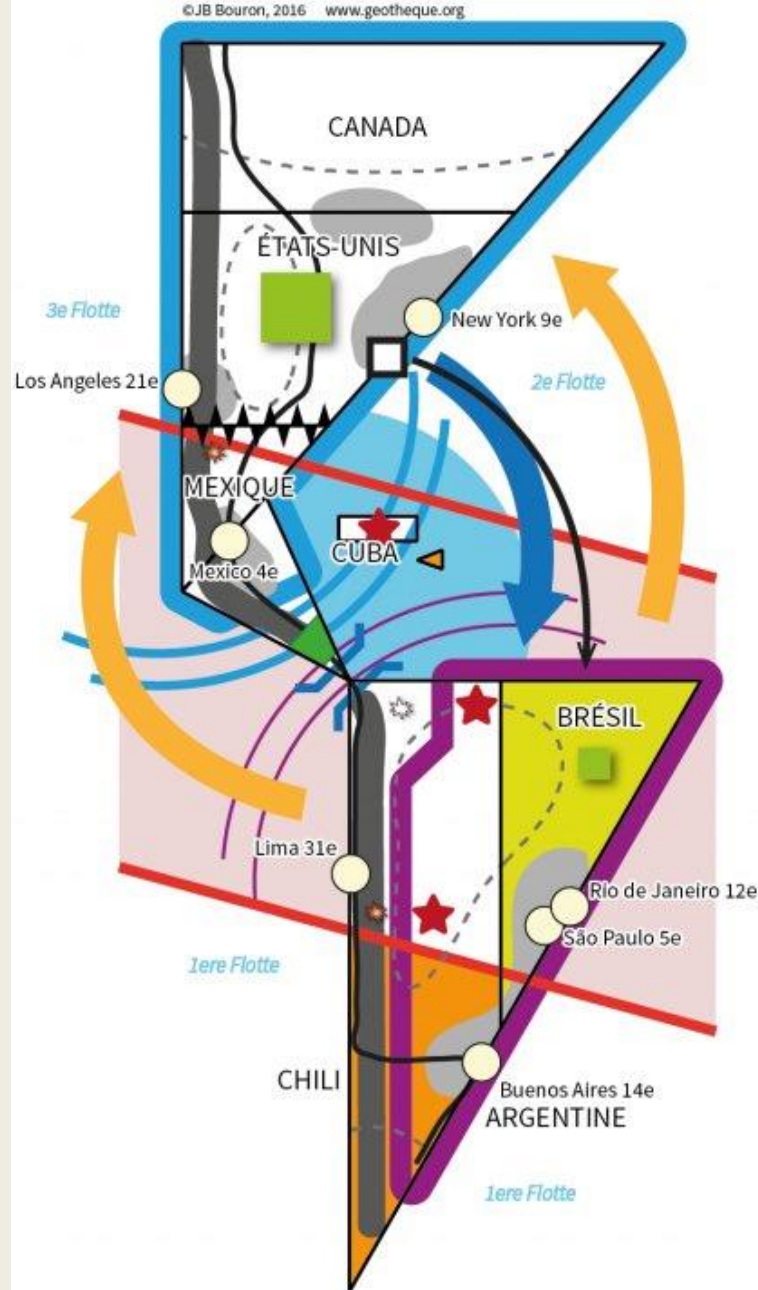 ©JB Bouron, 2016 www.geotheque.org
CANADA
ÉTATS-UNIS
3e Flotte
New York 9e
Los Angeles 21e
2e Flotte
MEXIQUE
CUBA
Mexico 4e
BRÉSIL
Lima 31e
Rio de Janeiro 12e
São Paulo 5e
1ere Flotte
CHILI
Buenos Aires 14e
ARGENTINE
1ere Flotte